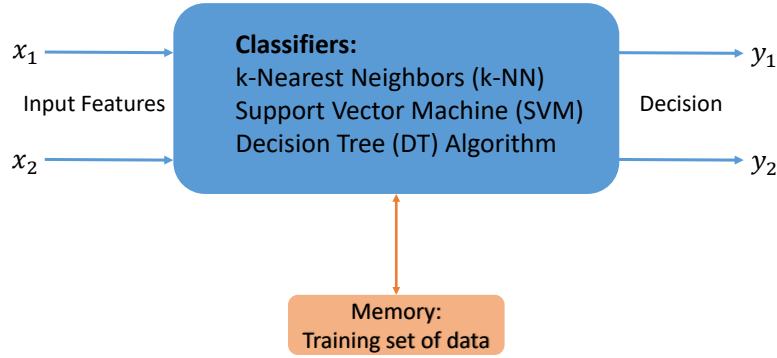 x₁
Classifiers:
y₁
k-Nearest Neighbors (k-NN)
Input Features
Support Vector Machine (SVM)
Decision
Decision Tree (DT) Algorithm
x₂
y₂
Memory:
Training set of data